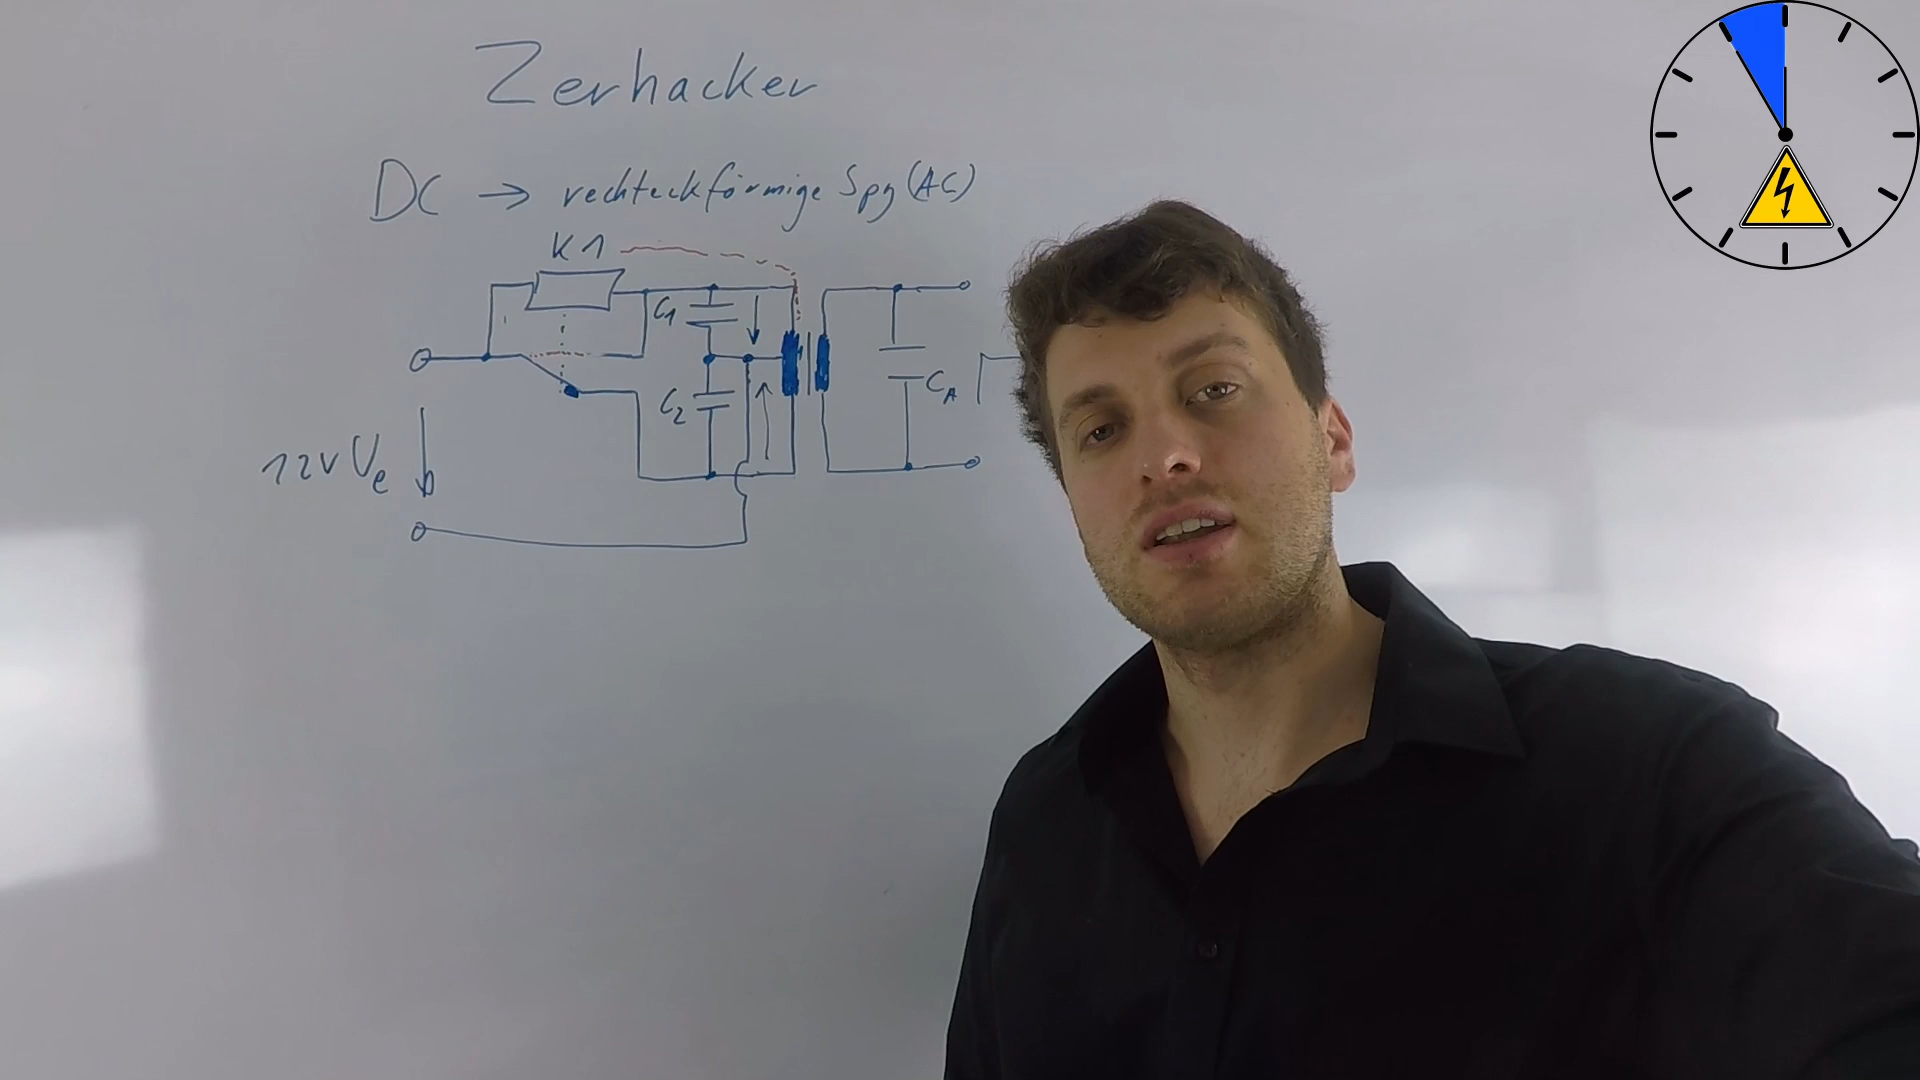 Zerhacker
DC → rechteckförmige Spg (AC)
K1
C1
C2
CA
12V Ue